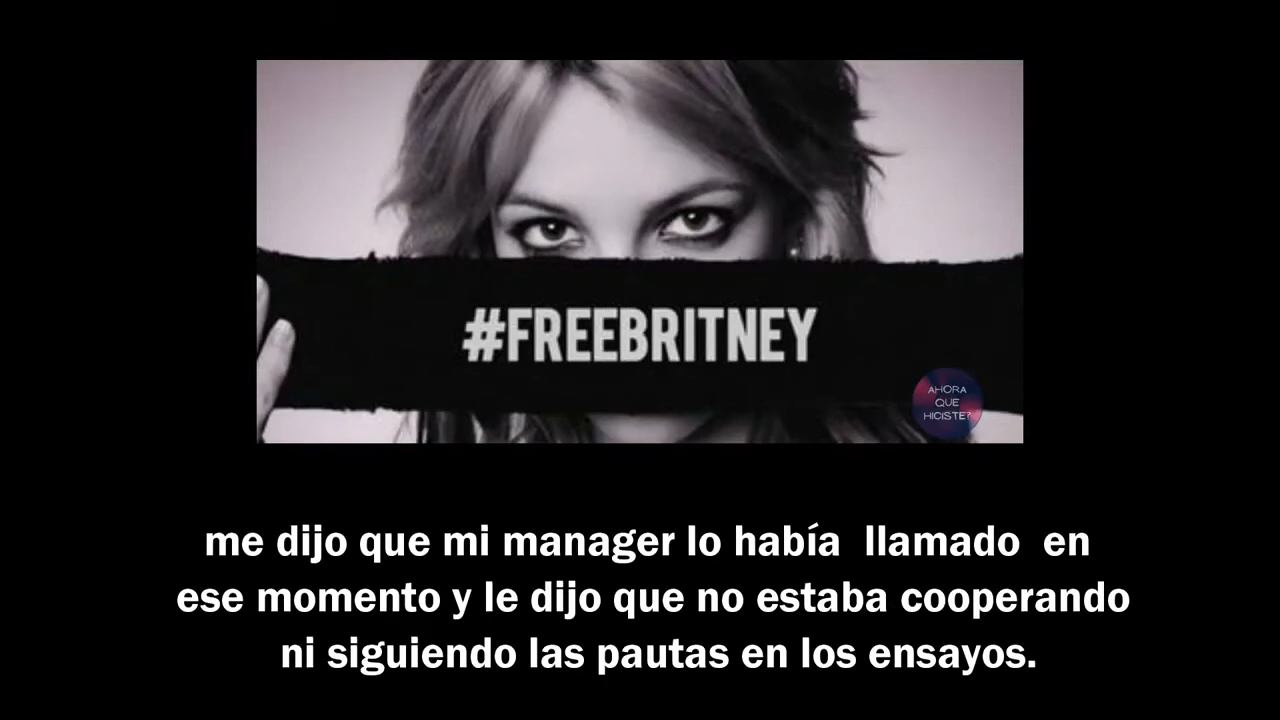 #FREEBRITNEY
AHORA
QUE
HICISTE?
me dijo que mi manager lo había llamado en
ese momento y le dijo que no estaba cooperando
ni siguiendo las pautas en los ensayos.